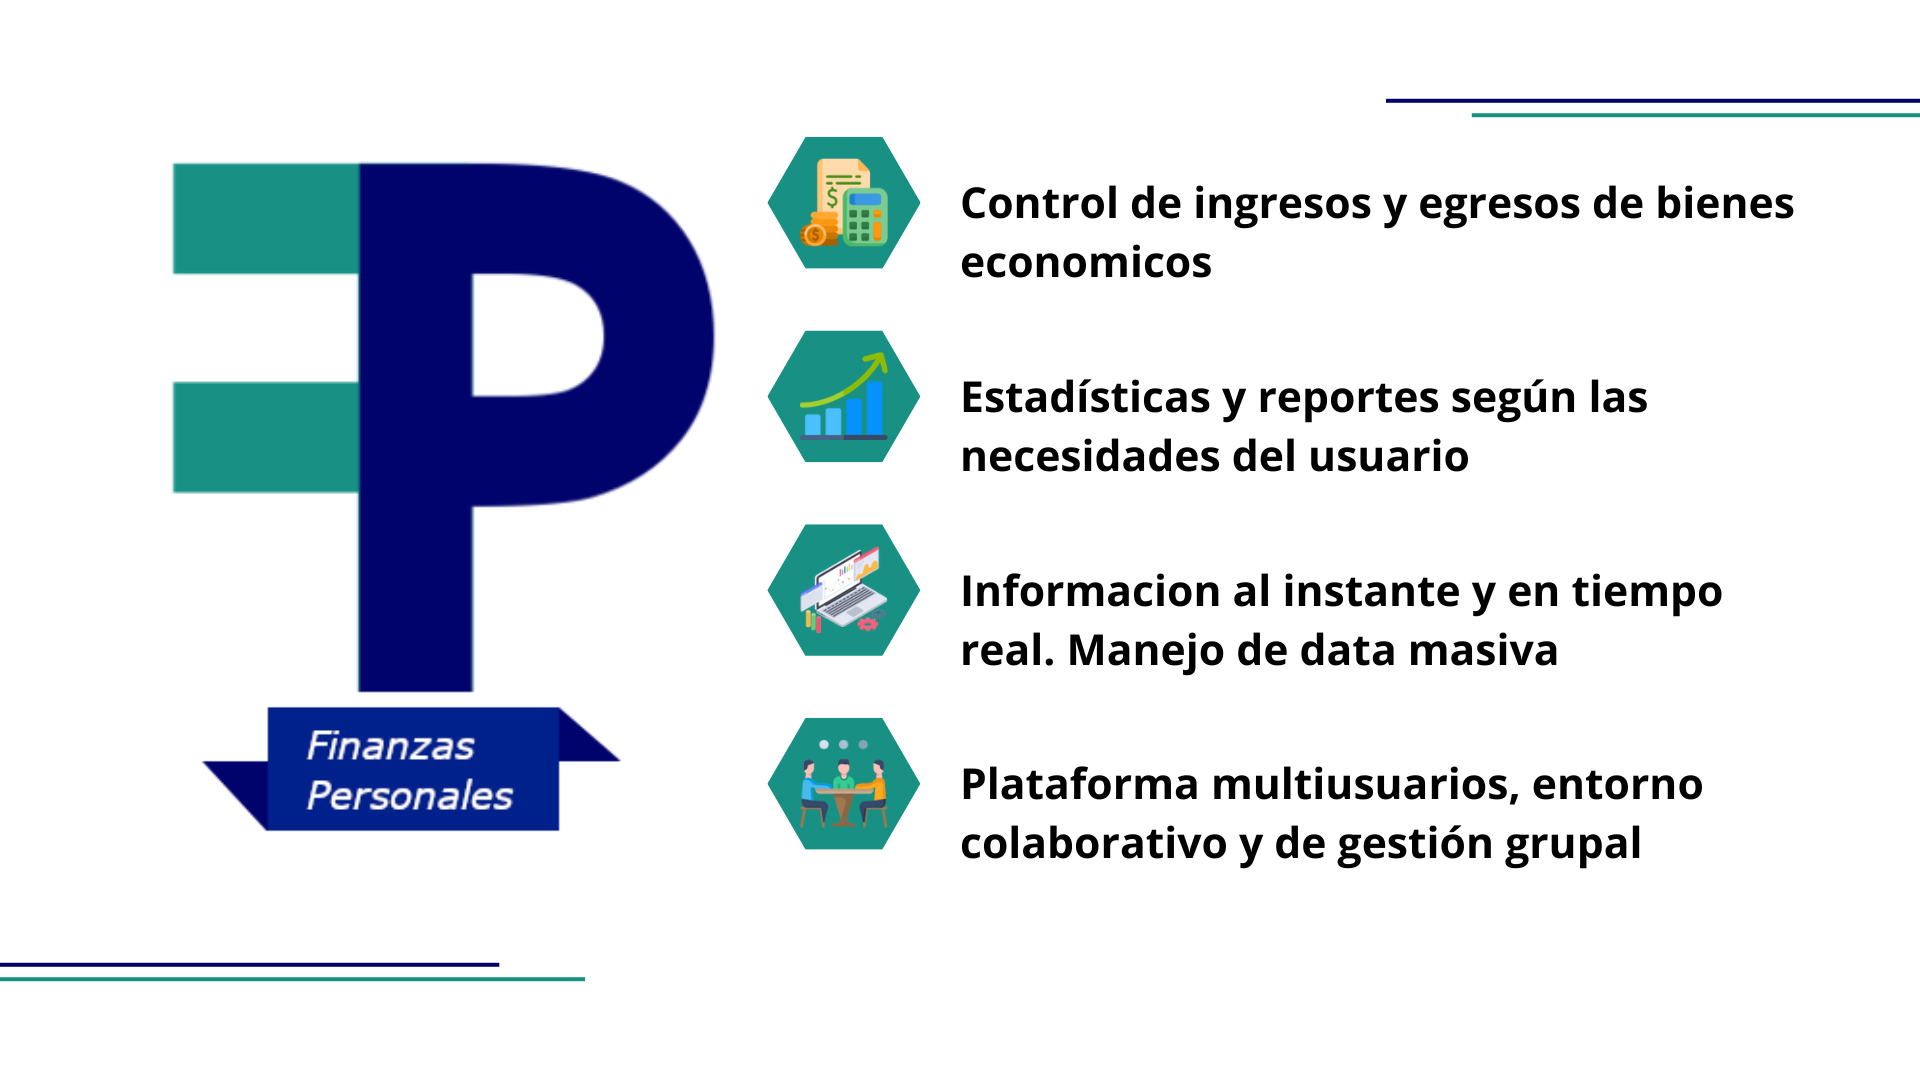 Finanzas
Personales
Control de ingresos y egresos de bienes
economicos
Estadísticas y reportes según las
necesidades del usuario
Informacion al instante y en tiempo
real. Manejo de data masiva
Plataforma multiusuarios, entorno
colaborativo y de gestión grupal